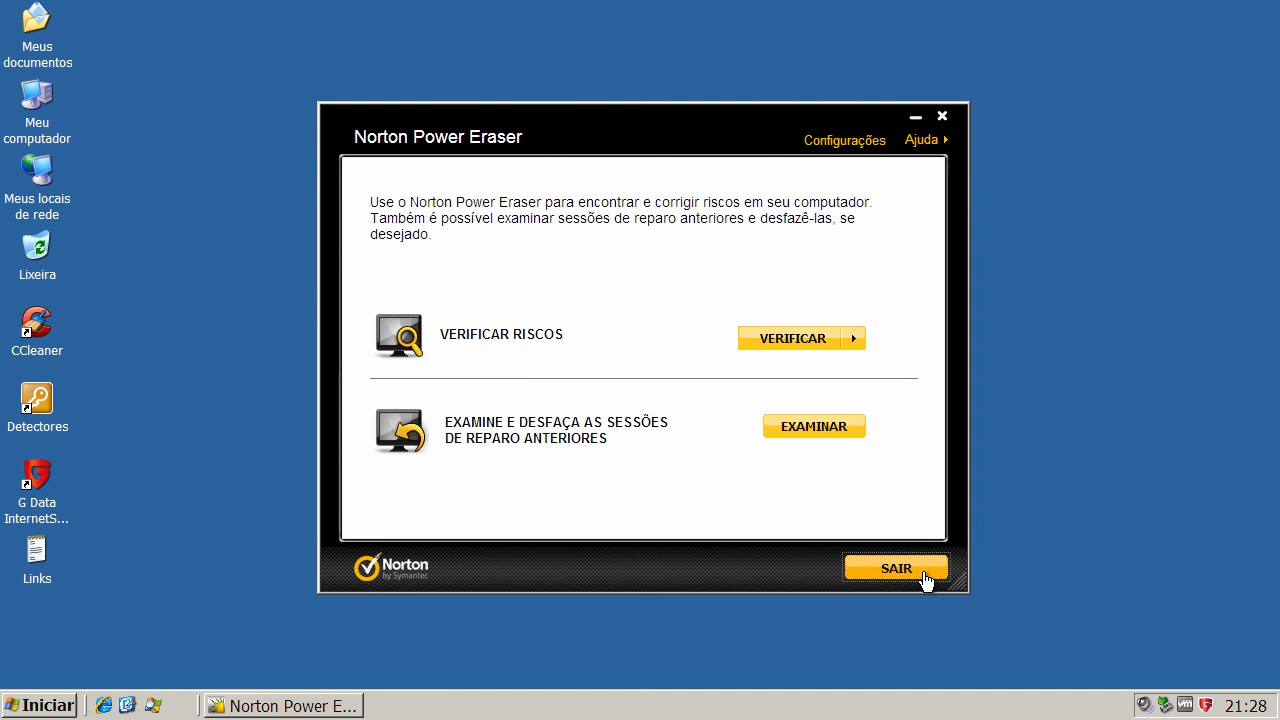 Meus
documentos
Meu
computador
Meus locais
de rede
Lixeira
CCleaner
Detectores
G Data
InternetS...
Links
Norton Power Eraser
Configurações
Ajuda
Use o Norton Power Eraser para encontrar e corrigir riscos em seu computador.
Também é possível examinar sessões de reparo anteriores e desfazê-las, se
desejado.
VERIFICAR RISCOS
VERIFICAR
EXAMINE E DESFAÇA AS SESSÕES
DE REPARO ANTERIORES
EXAMINAR
Norton
by Symantec
SAIR
Iniciar
Norton Power E...
vm
21:28